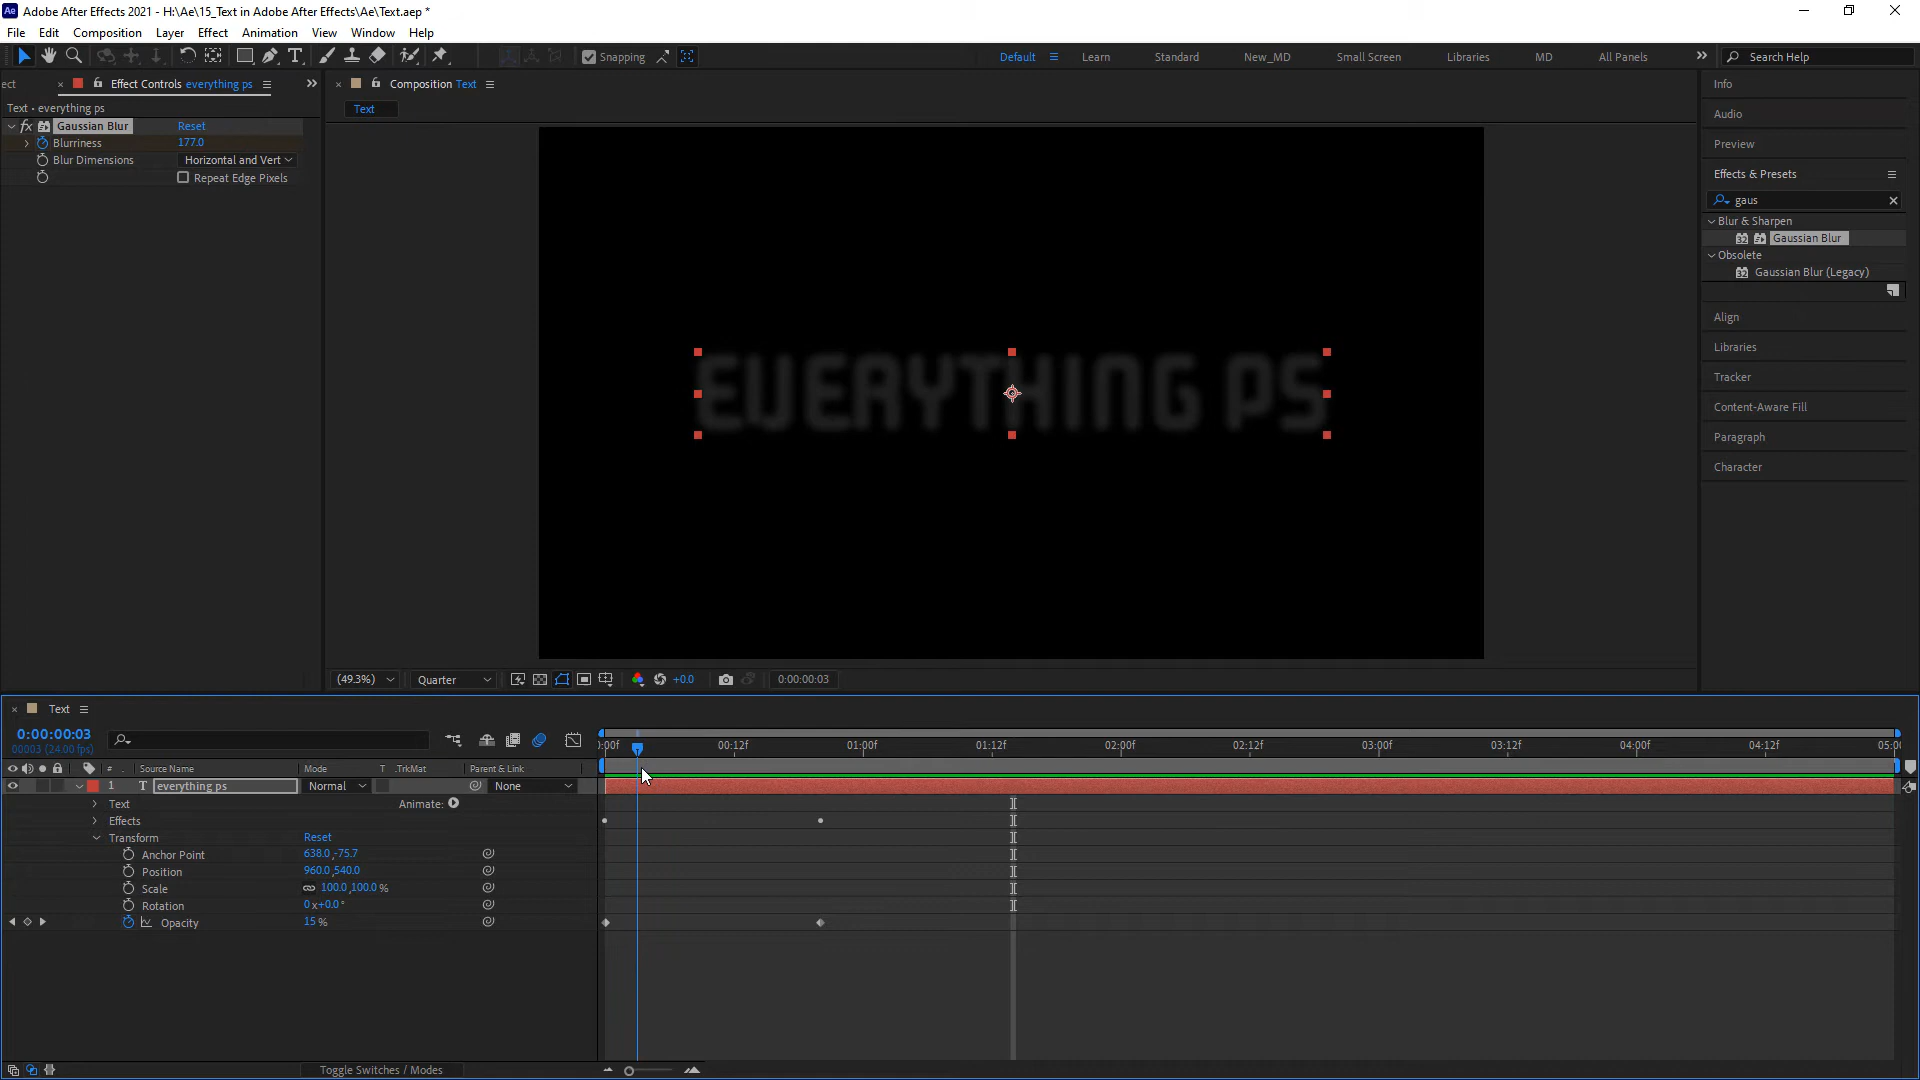 Adobe After Effects 2021 - H:\Ae\15_Text in Adobe After Effects\Ae\Text.aep *
File Edit Composition Layer Effect Animation View Window Help
Snapping
Default Learn Standard New_MD Small Screen Libraries MD All Panels Search Help
ect Effect Controls everything ps
Composition Text
Text
Text • everything ps
fx Gaussian Blur Reset
Blurriness 177.0
Blur Dimensions Horizontal and Vert
Repeat Edge Pixels
EVERYTHING PS
(49.3%) Quarter +0.0 0:00:00:03
Info
Audio
Preview
Effects & Presets
gaus
Blur & Sharpen
32 Gaussian Blur
Obsolete
32 Gaussian Blur (Legacy)
Align
Libraries
Tracker
Content-Aware Fill
Paragraph
Character
Text
0:00:00:03
00003 (24.00 fps)
):00f 00:12f 01:00f 01:12f 02:00f 02:12f 03:00f 03:12f 04:00f 04:12f 05:00
# . Source Name Mode T .TrkMat Parent & Link
1 T everything ps Normal None
Text Animate:
Effects
Transform Reset
Anchor Point 638.0,-75.7
Position 960.0,540.0
Scale 100.0,100.0 %
Rotation 0x+0.0°
Opacity 15 %
Toggle Switches / Modes